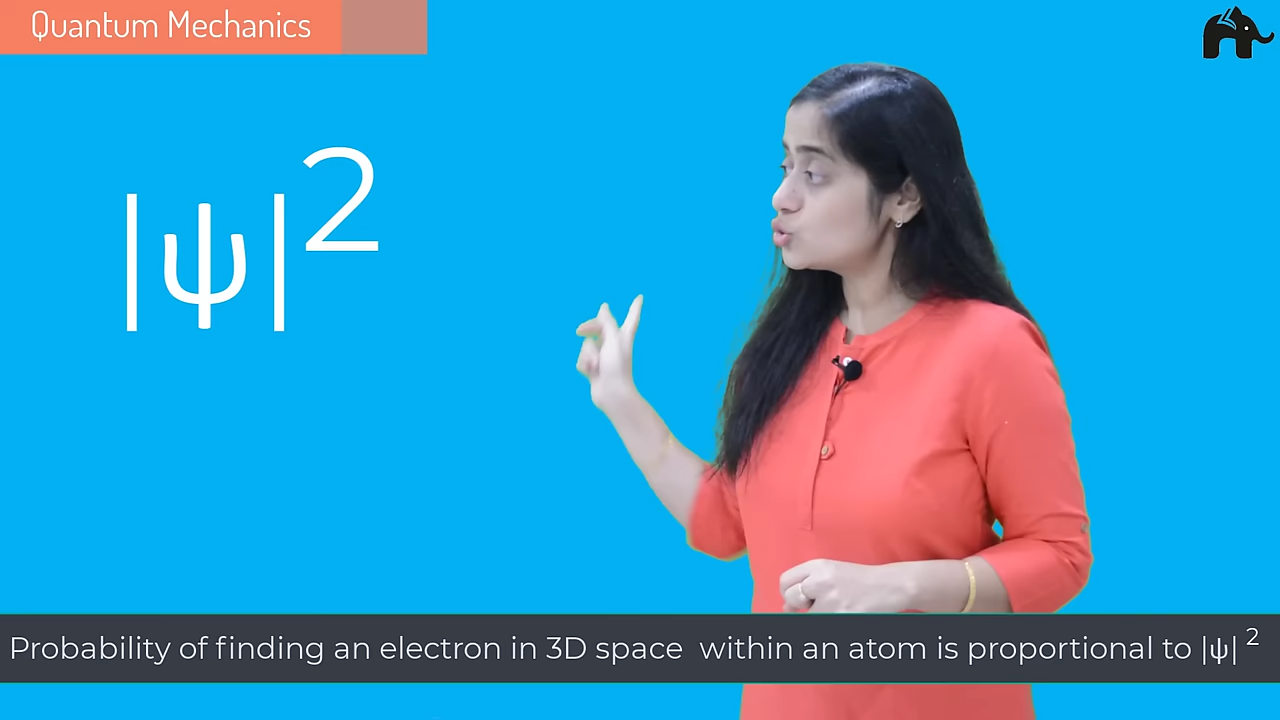 Quantum Mechanics
|ψ|²
Probability of finding an electron in 3D space within an atom is proportional to |ψ| ²